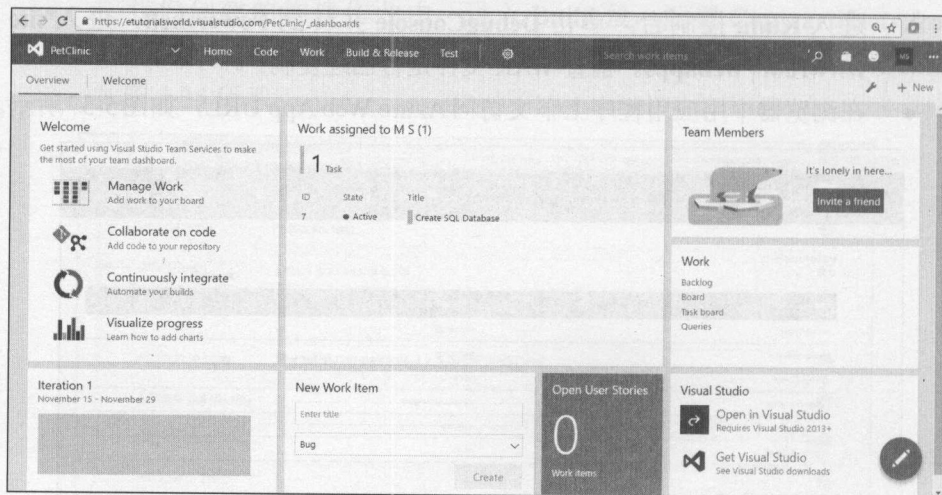 https://etutorialsworld.visualstudio.com/PetClinic/_dashboards
PetClinic Home Code Work Build & Release Test Search work items MS
Overview Welcome + New
Welcome
Get started using Visual Studio Team Services to make
the most of your team dashboard.
Manage Work
Add work to your board
Collaborate on code
Add code to your repository
Continuously integrate
Automate your builds
Visualize progress
Learn how to add charts
Work assigned to M S (1)
1 Task
ID State Title
7 Active Create SQL Database
Team Members
It's lonely in here...
Invite a friend
Work
Backlog
Board
Task board
Queries
Iteration 1
November 15 - November 29
New Work Item
Enter title
Bug
Create
Open User Stories
0
Work items
Visual Studio
Open in Visual Studio
Requires Visual Studio 2013+
Get Visual Studio
See Visual Studio downloads